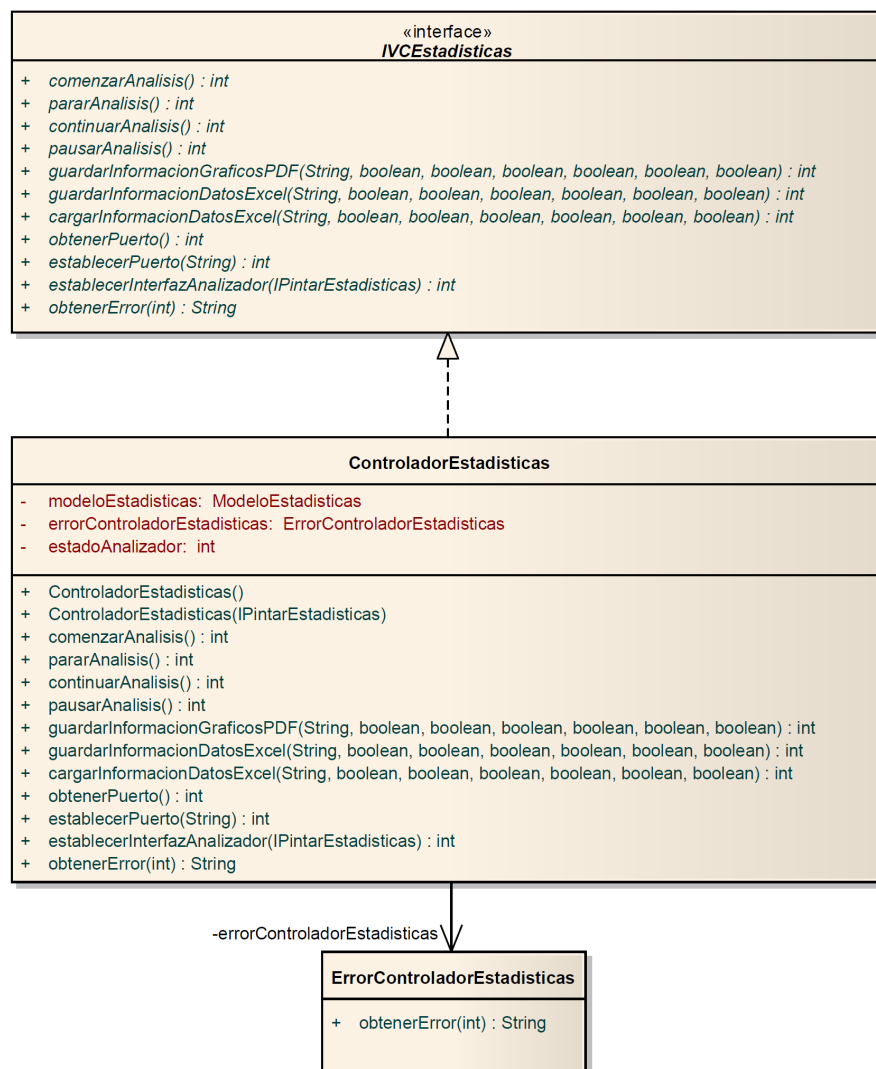 «interface»
IVCEstadisticas
+ comenzarAnalisis() : int
+ pararAnalisis() : int
+ continuarAnalisis() : int
+ pausarAnalisis() : int
+ guardarInformacionGraficosPDF(String, boolean, boolean, boolean, boolean, boolean, boolean) : int
+ guardarInformacionDatosExcel(String, boolean, boolean, boolean, boolean, boolean, boolean) : int
+ cargarInformacionDatosExcel(String, boolean, boolean, boolean, boolean, boolean, boolean) : int
+ obtenerPuerto() : int
+ establecerPuerto(String) : int
+ establecerInterfazAnalizador(IPintarEstadisticas) : int
+ obtenerError(int) : String
ControladorEstadisticas
- modeloEstadisticas: ModeloEstadisticas
- errorControladorEstadisticas: ErrorControladorEstadisticas
- estadoAnalizador: int
+ ControladorEstadisticas()
+ ControladorEstadisticas(IPintarEstadisticas)
+ comenzarAnalisis() : int
+ pararAnalisis() : int
+ continuarAnalisis() : int
+ pausarAnalisis() : int
+ guardarInformacionGraficosPDF(String, boolean, boolean, boolean, boolean, boolean, boolean) : int
+ guardarInformacionDatosExcel(String, boolean, boolean, boolean, boolean, boolean, boolean) : int
+ cargarInformacionDatosExcel(String, boolean, boolean, boolean, boolean, boolean, boolean) : int
+ obtenerPuerto() : int
+ establecerPuerto(String) : int
+ establecerInterfazAnalizador(IPintarEstadisticas) : int
+ obtenerError(int) : String
-errorControladorEstadisticas
ErrorControladorEstadisticas
+ obtenerError(int) : String